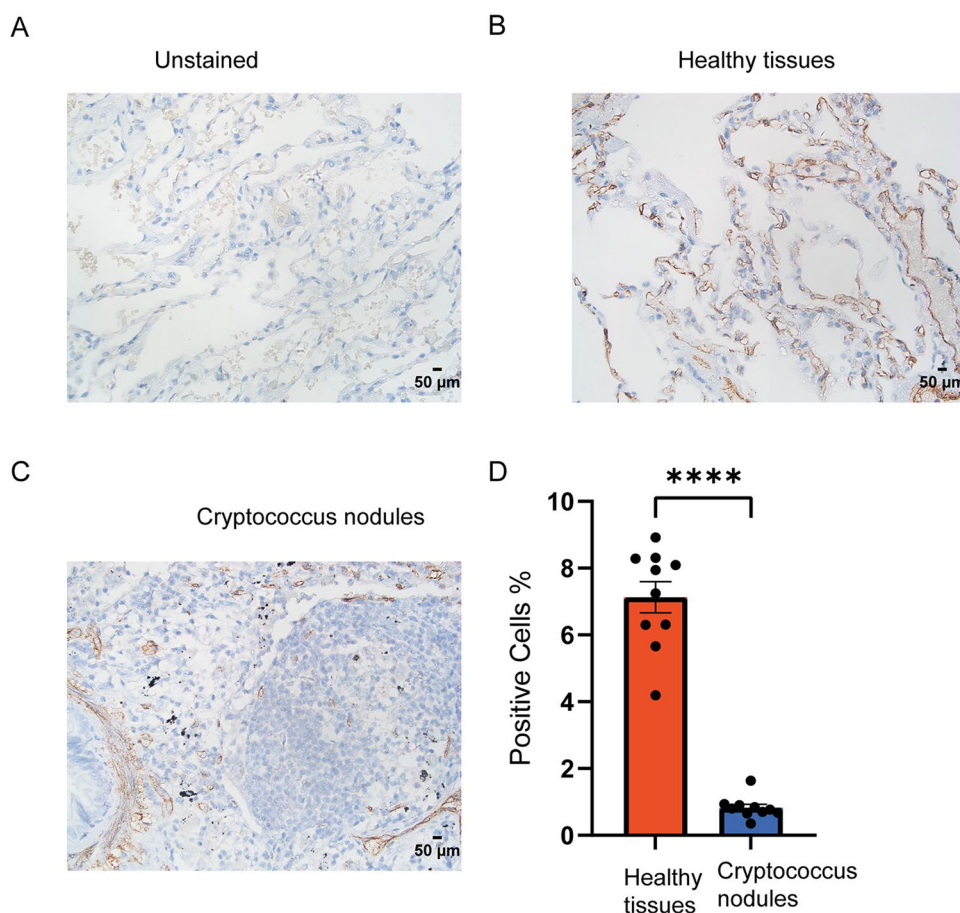 A
Unstained
50 µm
B
Healthy tissues
50 µm
C
Cryptococcus nodules
50 µm
D
****
Positive Cells %
10
8
6
4
2
0
Healthy
tissues
Cryptococcus
nodules